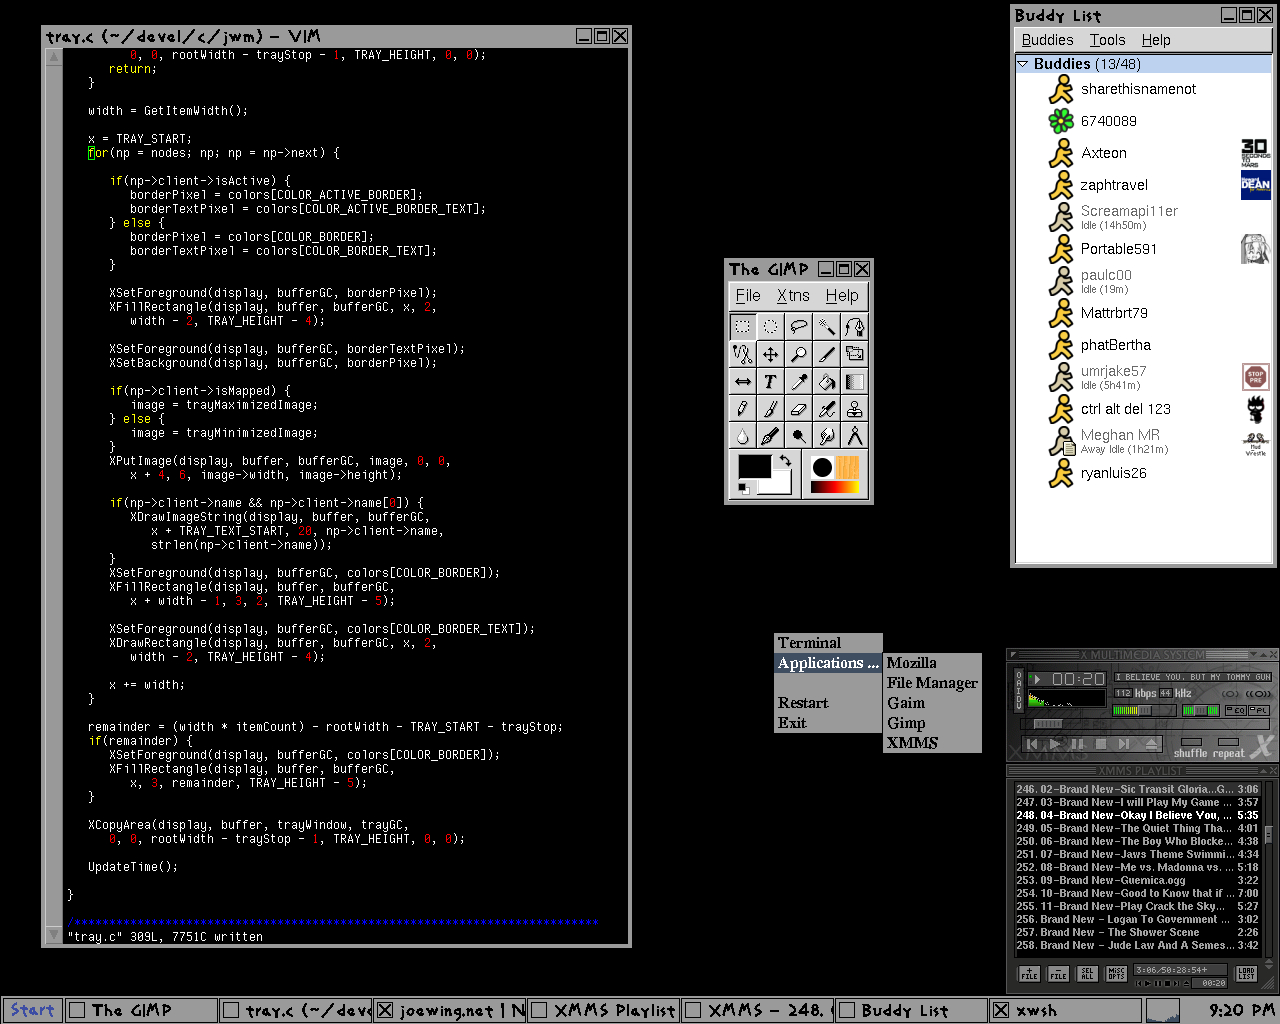 tray.c (~/devel/c/jwm) - VIM
0, 0, rootWidth - trayStop - 1, TRAY_HEIGHT, 0, 0);
return;
}
width = GetItemWidth();
x = TRAY_START;
for(np = nodes; np; np = np->next) {
if(np->client->isActive) {
borderPixel = colors[COLOR_ACTIVE_BORDER];
borderTextPixel = colors[COLOR_ACTIVE_BORDER_TEXT];
} else {
borderPixel = colors[COLOR_BORDER];
borderTextPixel = colors[COLOR_BORDER_TEXT];
}
XSetForeground(display, bufferGC, borderPixel);
XFillRectangle(display, buffer, bufferGC, x, 2,
width - 2, TRAY_HEIGHT - 4);
XSetForeground(display, bufferGC, borderTextPixel);
XSetBackground(display, bufferGC, borderPixel);
if(np->client->isMapped) {
image = trayMaximizedImage;
} else {
image = trayMinimizedImage;
}
XPutImage(display, buffer, bufferGC, image, 0, 0,
x + 4, 6, image->width, image->height);
if(np->client->name && np->client->name[0]) {
XDrawImageString(display, buffer, bufferGC,
x + TRAY_TEXT_START, 20, np->client->name,
strlen(np->client->name));
}
XSetForeground(display, bufferGC, colors[COLOR_BORDER]);
XFillRectangle(display, buffer, bufferGC,
x + width - 1, 3, 2, TRAY_HEIGHT - 5);
XSetForeground(display, bufferGC, colors[COLOR_BORDER_TEXT]);
XDrawRectangle(display, buffer, bufferGC, x, 2,
width - 2, TRAY_HEIGHT - 4);
x += width;
}
remainder = (width * itemCount) - rootWidth - TRAY_START - trayStop;
if(remainder) {
XSetForeground(display, bufferGC, colors[COLOR_BORDER]);
XFillRectangle(display, buffer, bufferGC,
x, 3, remainder, TRAY_HEIGHT - 5);
}
XCopyArea(display, buffer, trayWindow, trayGC,
0, 0, rootWidth - trayStop - 1, TRAY_HEIGHT, 0, 0);
UpdateTime();
}
"tray.c" 309L, 7751C written
The GIMP
File Xtns Help
Terminal
Applications ...
Restart
Exit
Mozilla
File Manager
Gaim
Gimp
XMMS
Buddy List
Buddies Tools Help
Buddies (13/48)
sharethisnamenot
6740089
Axteon
30 SECONDS TO MARS
zaphtravel
DEAN
Screamapi11er
Idle (14h50m)
Portable591
paulc00
Idle (19m)
Mattrbrt79
phatBertha
umrjake57
Idle (5h41m)
STOP PRE
ctrl alt del 123
Meghan MR
Away Idle (1h21m)
Mud Wrestle
ryanluis26
X MULTIMEDIA SYSTEM
00:20
I BELIEVE YOU, BUT MY TOMMY GUN
112 kbps 44 kHz
EQ PL
shuffle repeat
XMMS
XMMS PLAYLIST
246. 02-Brand New-Sic Transit Gloria...G... 3:06
247. 03-Brand New-I will Play My Game ... 3:57
248. 04-Brand New-Okay I Believe You, ... 5:35
249. 05-Brand New-The Quiet Thing Tha... 4:01
250. 06-Brand New-The Boy Who Blocke... 4:38
251. 07-Brand New-Jaws Theme Swimmi... 4:34
252. 08-Brand New-Me vs. Madonna vs. ... 5:18
253. 09-Brand New-Guernica.ogg 3:22
254. 10-Brand New-Good to Know that if ... 7:00
255. 11-Brand New-Play Crack the Sky... 5:27
256. Brand New - Logan To Government ... 3:02
257. Brand New - The Shower Scene 2:26
258. Brand New - Jude Law And A Semes... 3:42
+ FILE - FILE SEL ALL MISC OPTS 3:06/50:28:54+ 00:20 LOAD LIST
Start The GIMP tray.c (~/deve joewing.net | N XMMS Playlist XMMS - 248. Buddy List xwsh 9:20 PM